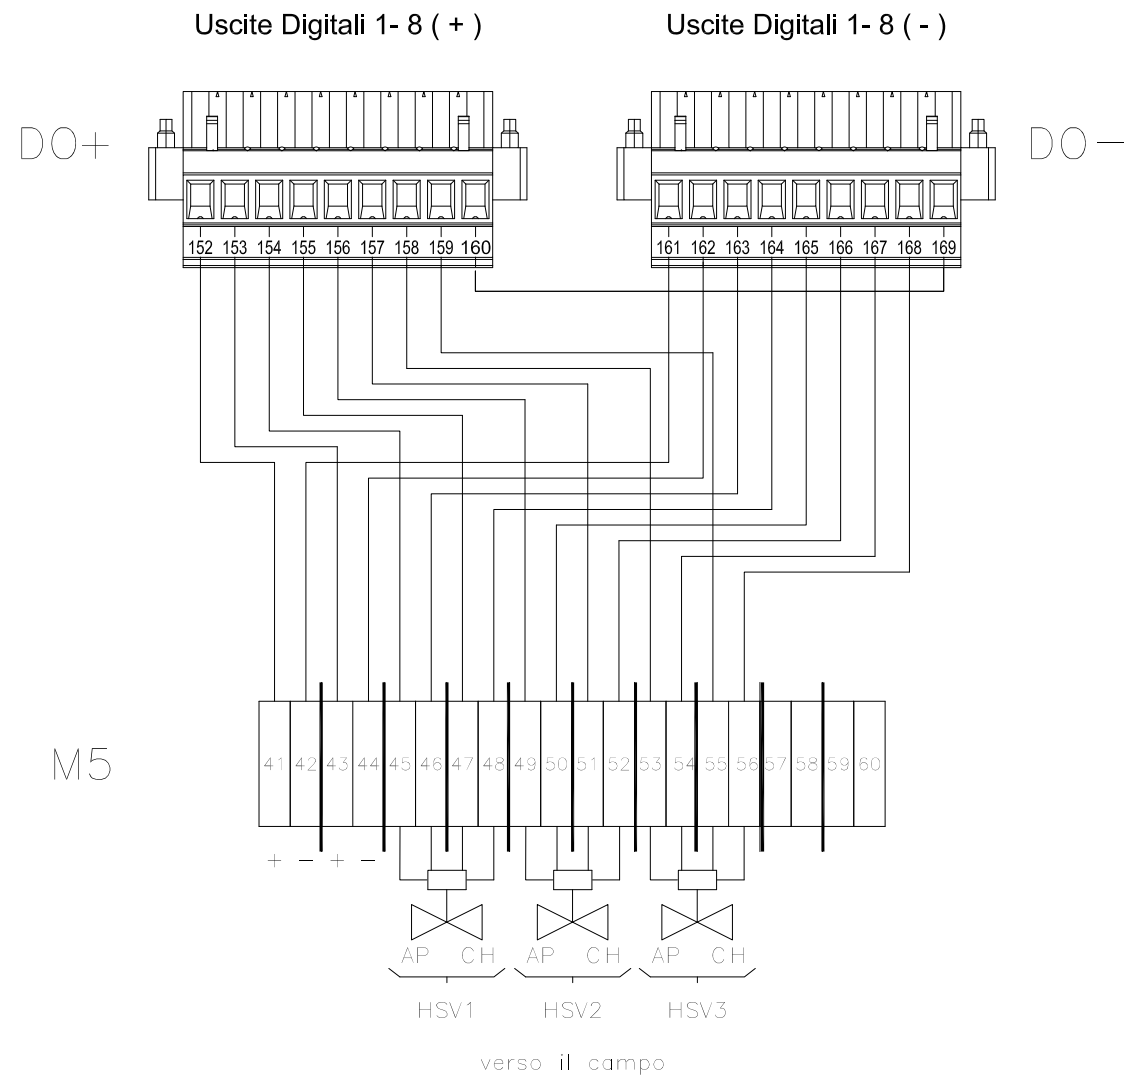 Uscite Digitali 1- 8 ( + )
Uscite Digitali 1- 8 ( - )
DO+
DO-
152 153 154 155 156 157 158 159 160
161 162 163 164 165 166 167 168 169
M5
41 42 43 44 45 46 47 48 49 50 51 52 53 54 55 56 57 58 59 60
+ - + -
AP CH AP CH AP CH
HSV1 HSV2 HSV3
verso il campo